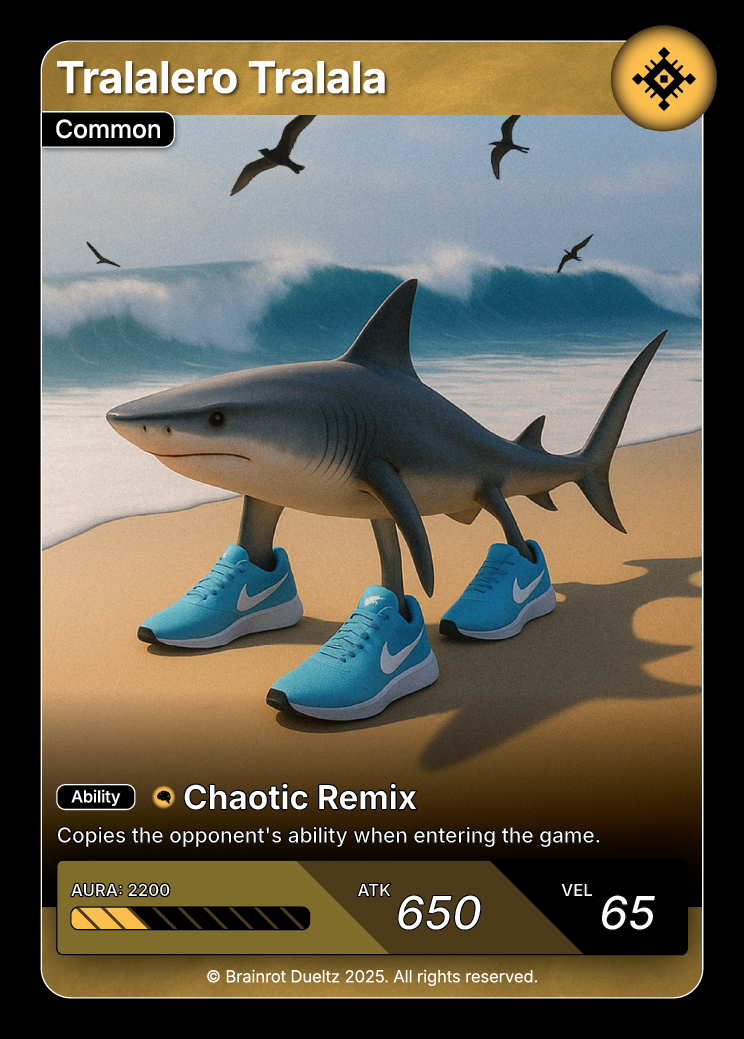 Tralalero Tralala
Common
Ability
Chaotic Remix
Copies the opponent's ability when entering the game.
AURA: 2200
ATK 650
VEL 65
© Brainrot Dueltz 2025. All rights reserved.